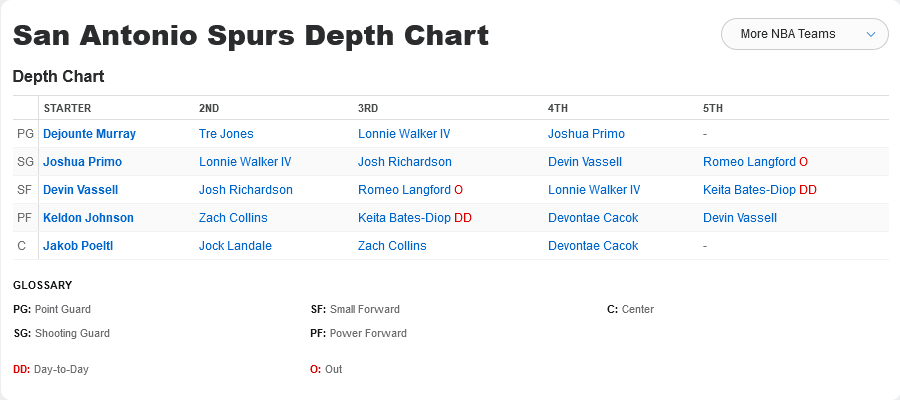 San Antonio Spurs Depth Chart
More NBA Teams
Depth Chart
STARTER 2ND 3RD 4TH 5TH
PG Dejounte Murray Tre Jones Lonnie Walker IV Joshua Primo -
SG Joshua Primo Lonnie Walker IV Josh Richardson Devin Vassell Romeo Langford O
SF Devin Vassell Josh Richardson Romeo Langford O Lonnie Walker IV Keita Bates-Diop DD
PF Keldon Johnson Zach Collins Keita Bates-Diop DD Devontae Cacok Devin Vassell
C Jakob Poeltl Jock Landale Zach Collins Devontae Cacok -
GLOSSARY
PG: Point Guard SF: Small Forward C: Center
SG: Shooting Guard PF: Power Forward
DD: Day-to-Day O: Out